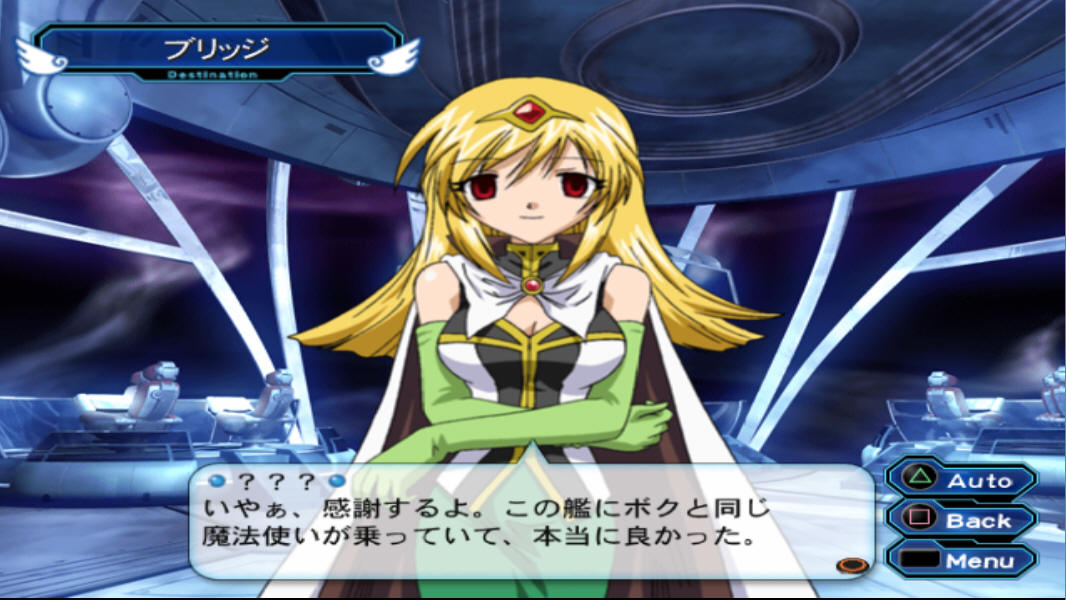 ブリッジ
Destination
？？？
いやぁ、感謝するよ。この艦にボクと同じ
魔法使いが乗っていて、本当に良かった。
Auto
Back
Menu